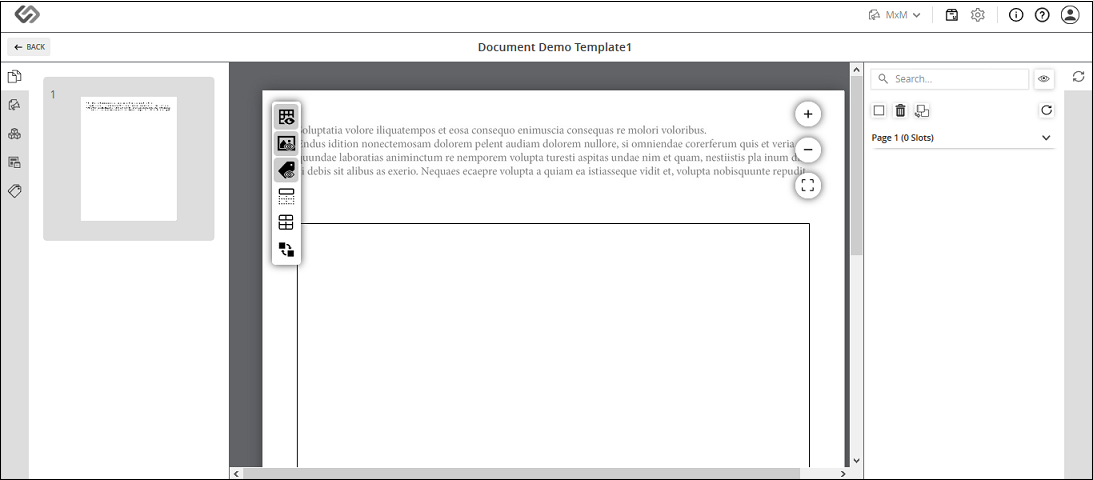 MxM
BACK
Document Demo Template1
1
Search...
Page 1 (0 Slots)
oluptatia volore iliquatempos et eosa consequo enimuscia consequas re molori voloribus.
ndus idition nonectemosam dolorem pelent audiam dolorem nullore, si omniendae corerferum quis et veria
uundae laboratias animinctum re nemporem volupta turesti aspitas undae nim et quam, nestiistis pla inum d
i debis sit alibus as exerio. Nequaes ecaepre volupta a quiam ea istiasseque vidit et, volupta nobisquunte repudit